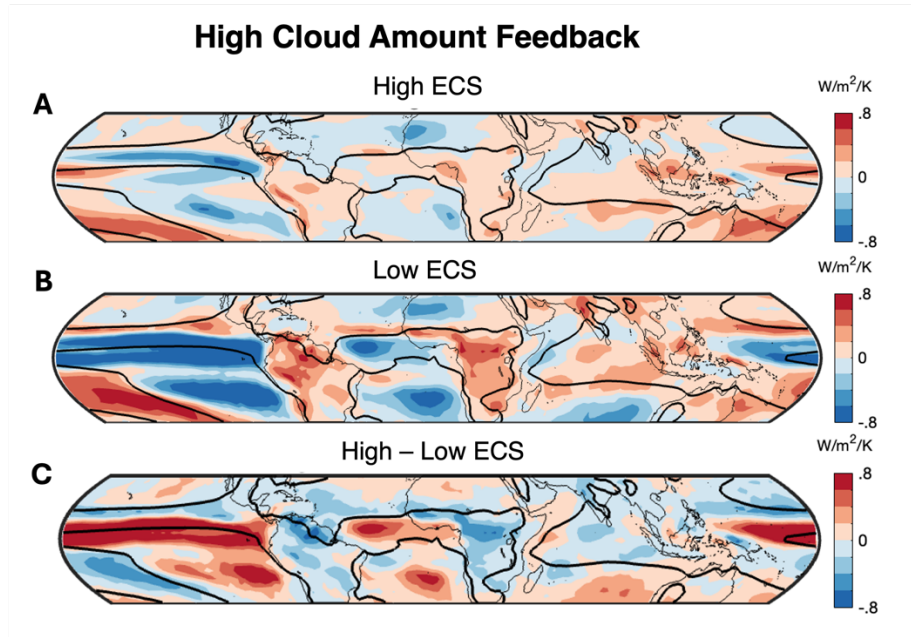 High Cloud Amount Feedback
A
High ECS
W/m²/K
.8
0
-.8
B
Low ECS
W/m²/K
.8
0
-.8
C
High – Low ECS
W/m²/K
.8
0
-.8